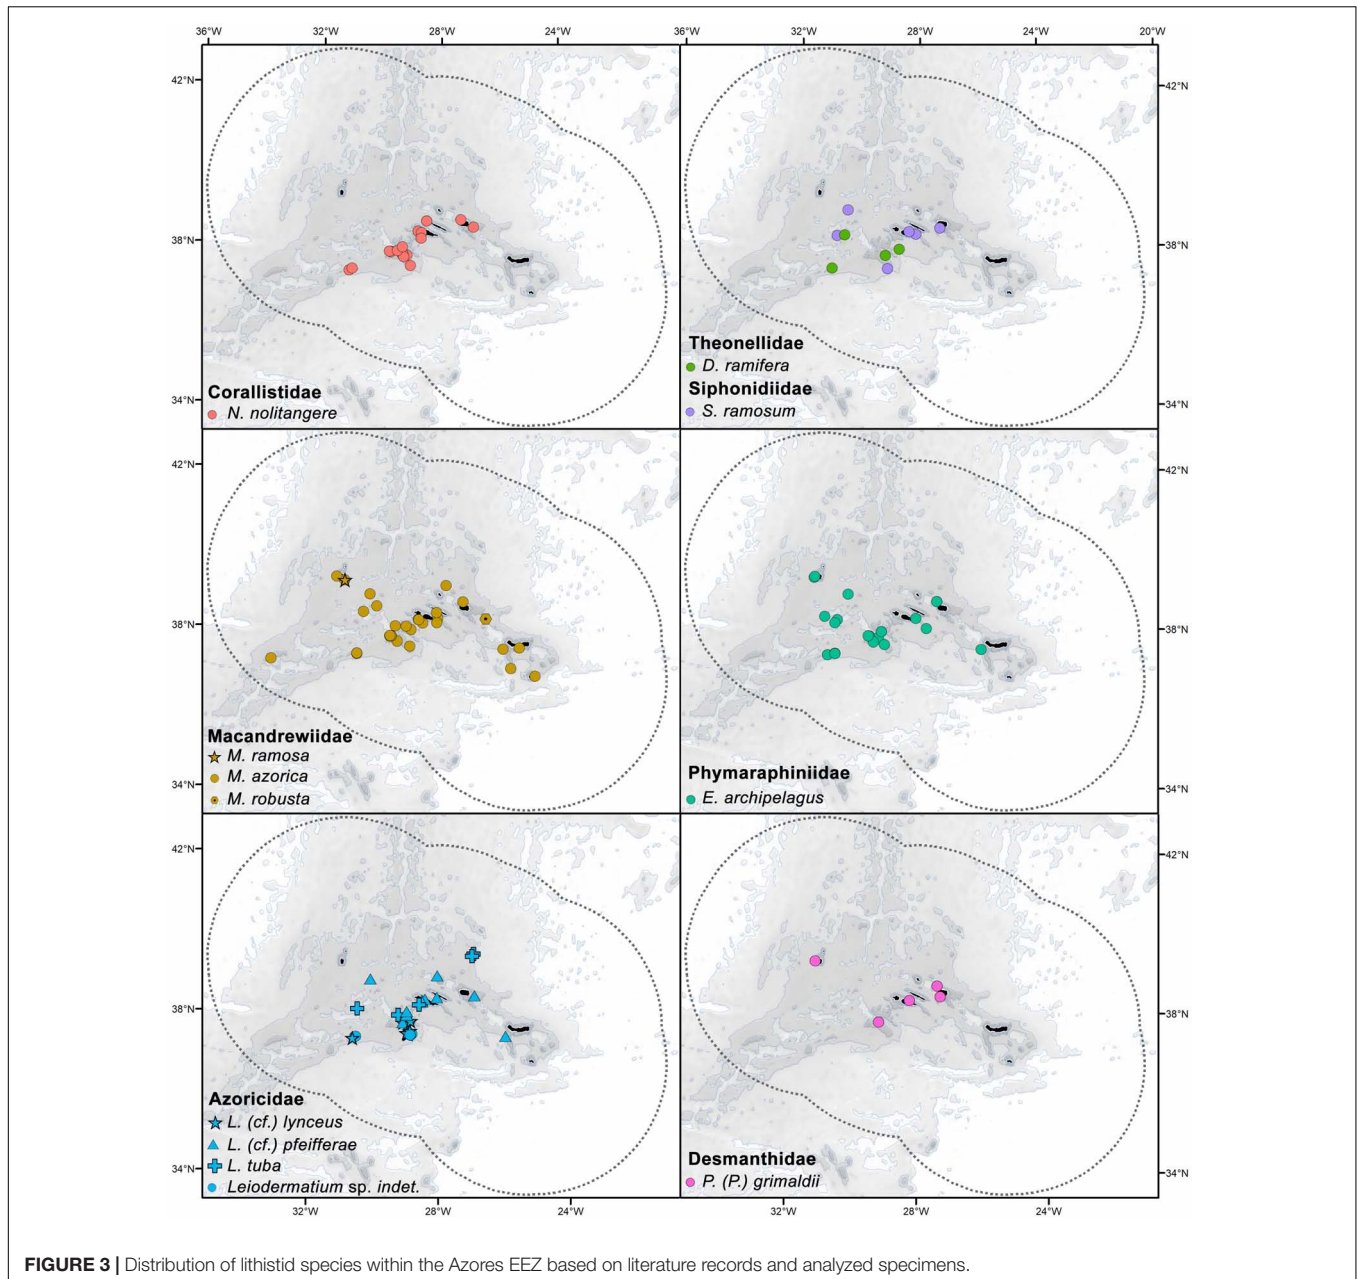 36°W 32°W 28°W 24°W 36°W 32°W 28°W 24°W 20°W
42°N 42°N
38°N 38°N
Theonellidae
D. ramifera
Corallistidae
Siphonidiidae
34°N N. nolitangere S. ramosum 34°N
42°N 42°N
38°N 38°N
Macandrewiidae
M. ramosa
Phymaraphiniidae
M. azorica
34°N M. robusta E. archipelagus 34°N
42°N 42°N
38°N 38°N
Azoricidae
L. (cf.) lynceus
L. (cf.) pfeifferae
Desmanthidae
34°N L. tuba 34°N
Leiodermatium sp. indet. P. (P.) grimaldii
32°W 28°W 24°W 32°W 28°W 24°W
FIGURE 3 | Distribution of lithistid species within the Azores EEZ based on literature records and analyzed specimens.